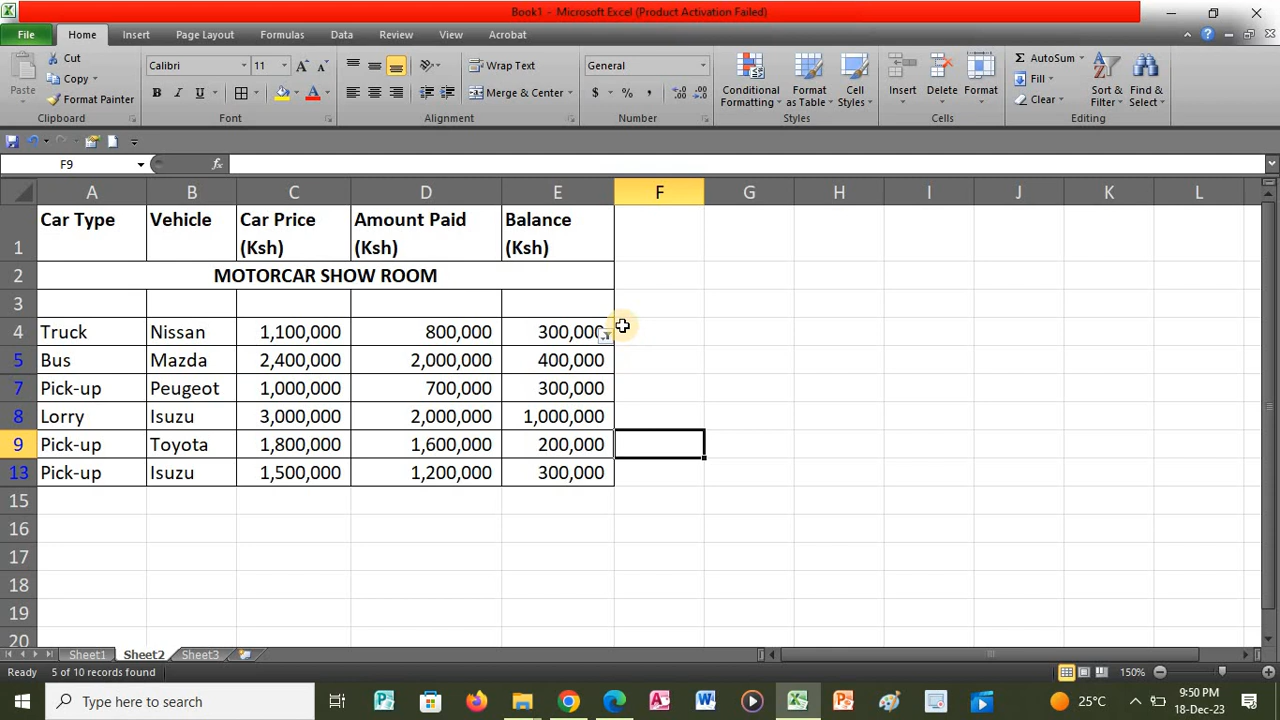 Book1 - Microsoft Excel (Product Activation Failed)
File Home Insert Page Layout Formulas Data Review View Acrobat
Paste Cut Copy Format Painter Clipboard
Calibri 11 B I U A A A Font
Wrap Text Merge & Center Alignment
General $ % , .0 .00 .00 .0 Number
Conditional Formatting Format as Table Cell Styles Styles
Insert Delete Format Cells
Σ AutoSum Fill Clear Sort & Filter Find & Select Editing
F9 fx
A B C D E F G H I J K L
1 Car Type Vehicle Car Price (Ksh) Amount Paid (Ksh) Balance (Ksh)
2 MOTORCAR SHOW ROOM
3
4 Truck Nissan 1,100,000 800,000 300,000
5 Bus Mazda 2,400,000 2,000,000 400,000
7 Pick-up Peugeot 1,000,000 700,000 300,000
8 Lorry Isuzu 3,000,000 2,000,000 1,000,000
9 Pick-up Toyota 1,800,000 1,600,000 200,000
13 Pick-up Isuzu 1,500,000 1,200,000 300,000
15
16
17
18
19
20
Sheet1 Sheet2 Sheet3
Ready 5 of 10 records found 150%
Type here to search 25°C 9:50 PM
18-Dec-23